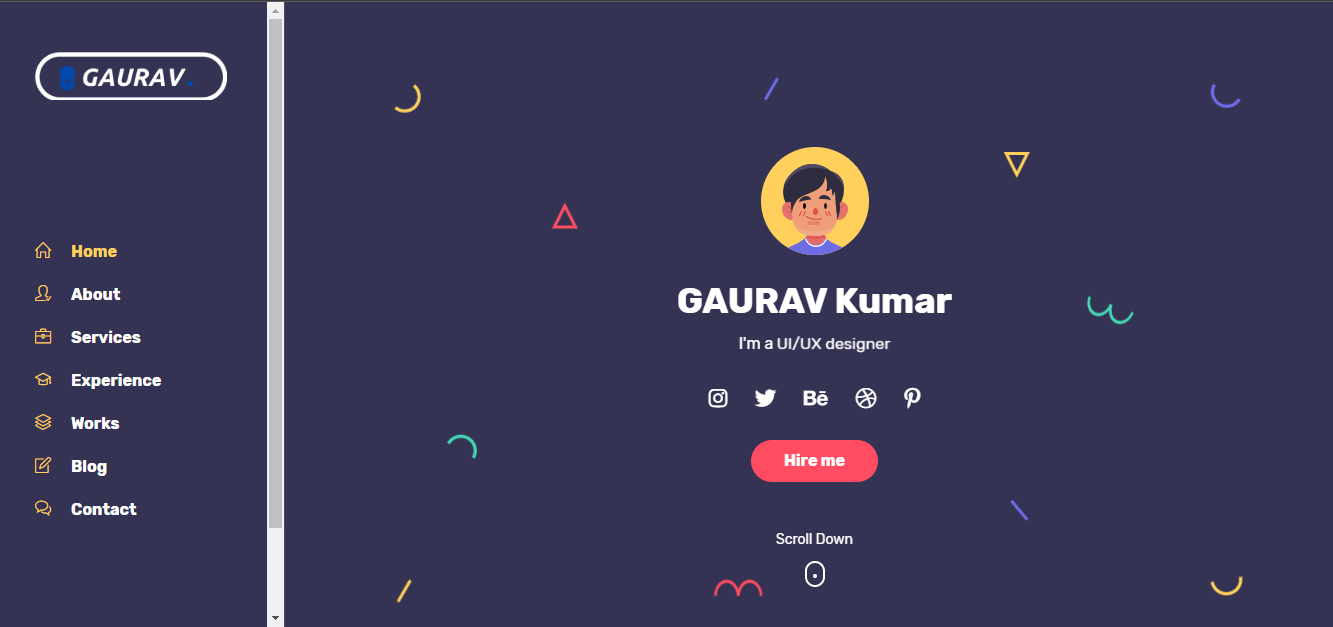 GAURAV.
Home
About
Services
Experience
Works
Blog
Contact
GAURAV Kumar
I'm a UI/UX designer
Bē
Hire me
Scroll Down